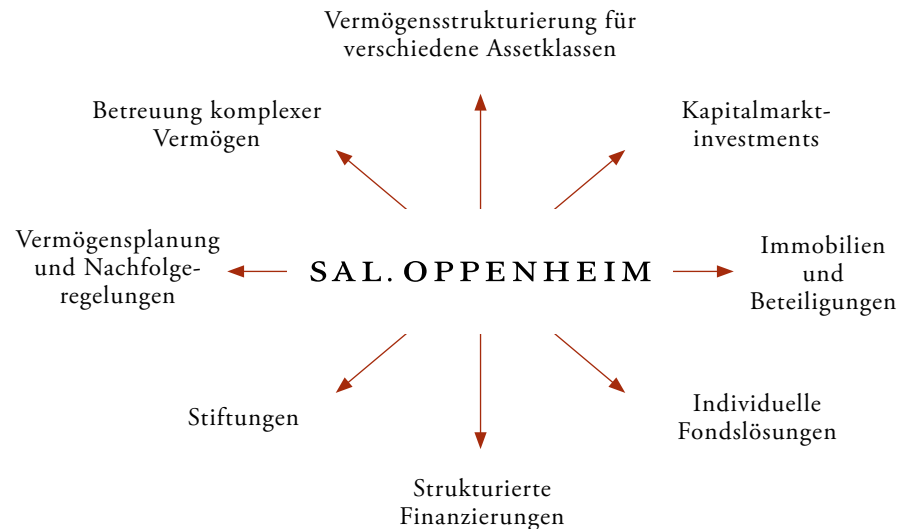 Vermögensstrukturierung für
verschiedene Assetklassen
Betreuung komplexer
Vermögen
Kapitalmarkt-
investments
Vermögensplanung
und Nachfolge-
regelungen
SAL. OPPENHEIM
Immobilien
und
Beteiligungen
Stiftungen
Individuelle
Fondslösungen
Strukturierte
Finanzierungen